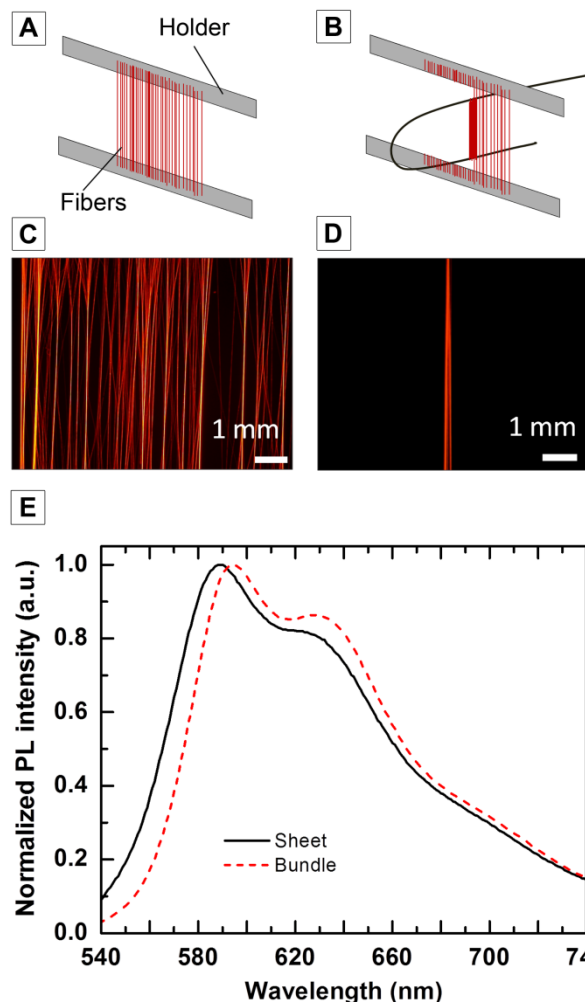 A
Holder
Fibers
B
C
1 mm
D
1 mm
E
Normalized PL intensity (a.u.)
1.0
0.8
0.6
0.4
0.2
0.0
Sheet
Bundle
540 580 620 660 700 74
Wavelength (nm)